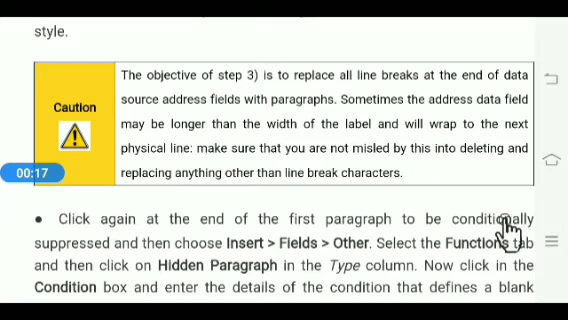 style.
Caution
The objective of step 3) is to replace all line breaks at the end of data
source address fields with paragraphs. Sometimes the address data field
may be longer than the width of the label and will wrap to the next
physical line: make sure that you are not misled by this into deleting and
replacing anything other than line break characters.
00:17
● Click again at the end of the first paragraph to be conditionally
suppressed and then choose Insert > Fields > Other. Select the Functions tab
and then click on Hidden Paragraph in the Type column. Now click in the
Condition box and enter the details of the condition that defines a blank